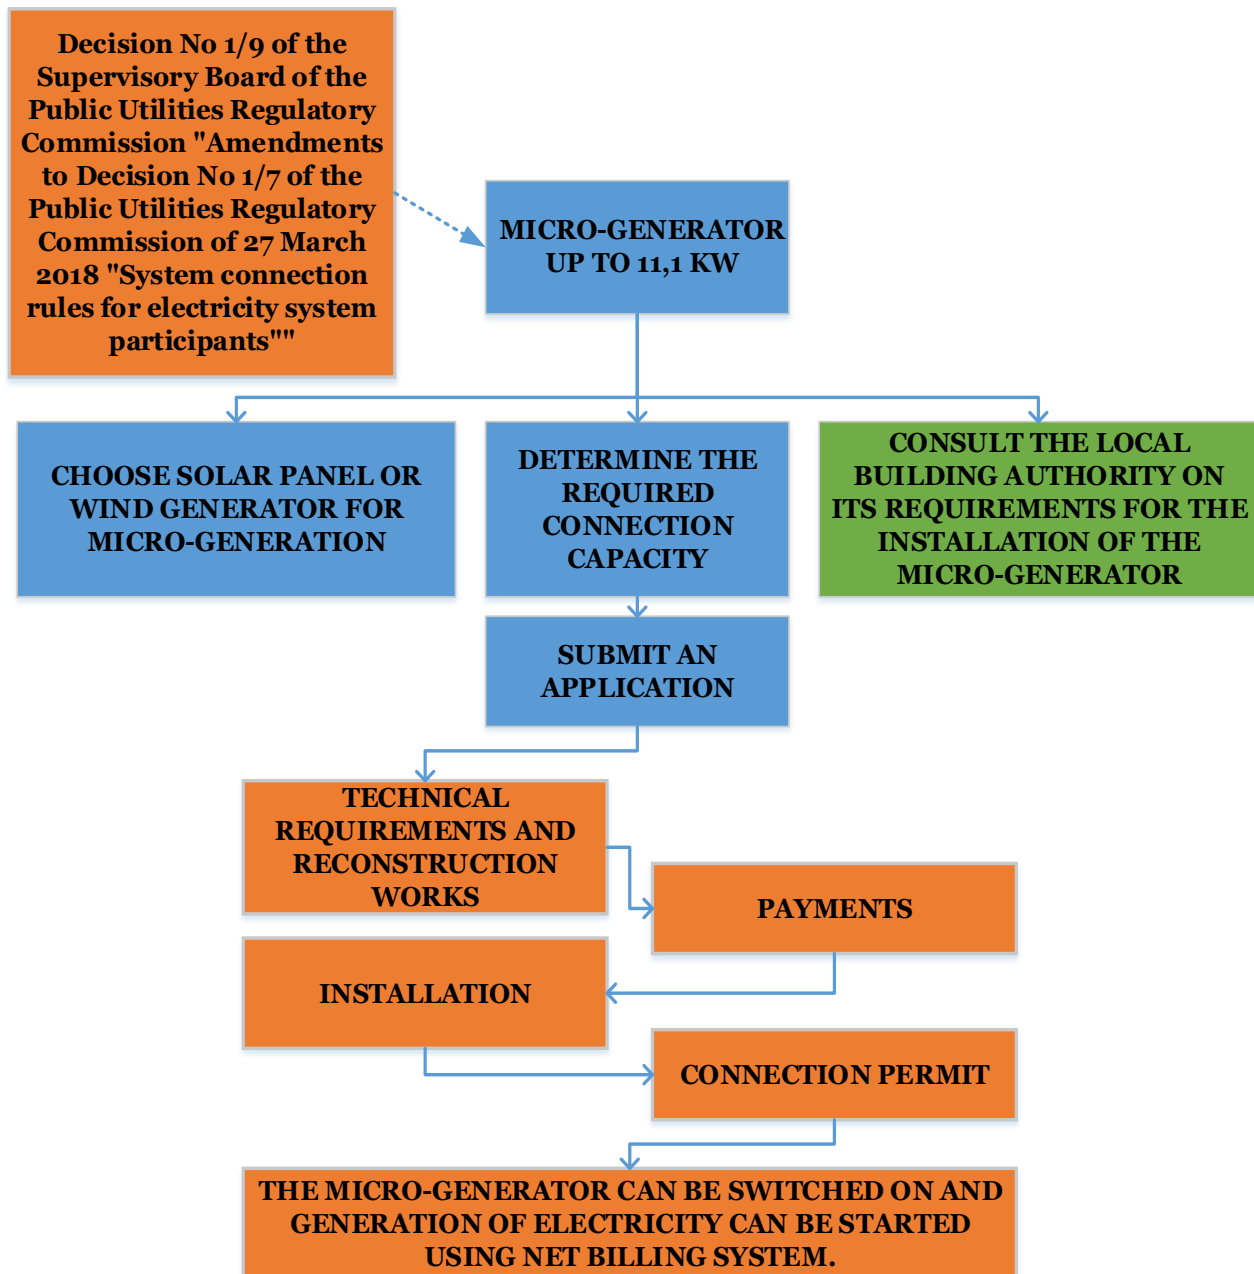 Decision No 1/9 of the
Supervisory Board of the
Public Utilities Regulatory
Commission "Amendments
to Decision No 1/7 of the
Public Utilities Regulatory
Commission of 27 March
2018 "System connection
rules for electricity system
participants""
MICRO-GENERATOR
UP TO 11,1 KW
CHOOSE SOLAR PANEL OR
WIND GENERATOR FOR
MICRO-GENERATION
DETERMINE THE
REQUIRED
CONNECTION
CAPACITY
CONSULT THE LOCAL
BUILDING AUTHORITY ON
ITS REQUIREMENTS FOR THE
INSTALLATION OF THE
MICRO-GENERATOR
SUBMIT AN
APPLICATION
TECHNICAL
REQUIREMENTS AND
RECONSTRUCTION
WORKS
PAYMENTS
INSTALLATION
CONNECTION PERMIT
THE MICRO-GENERATOR CAN BE SWITCHED ON AND
GENERATION OF ELECTRICITY CAN BE STARTED
USING NET BILLING SYSTEM.